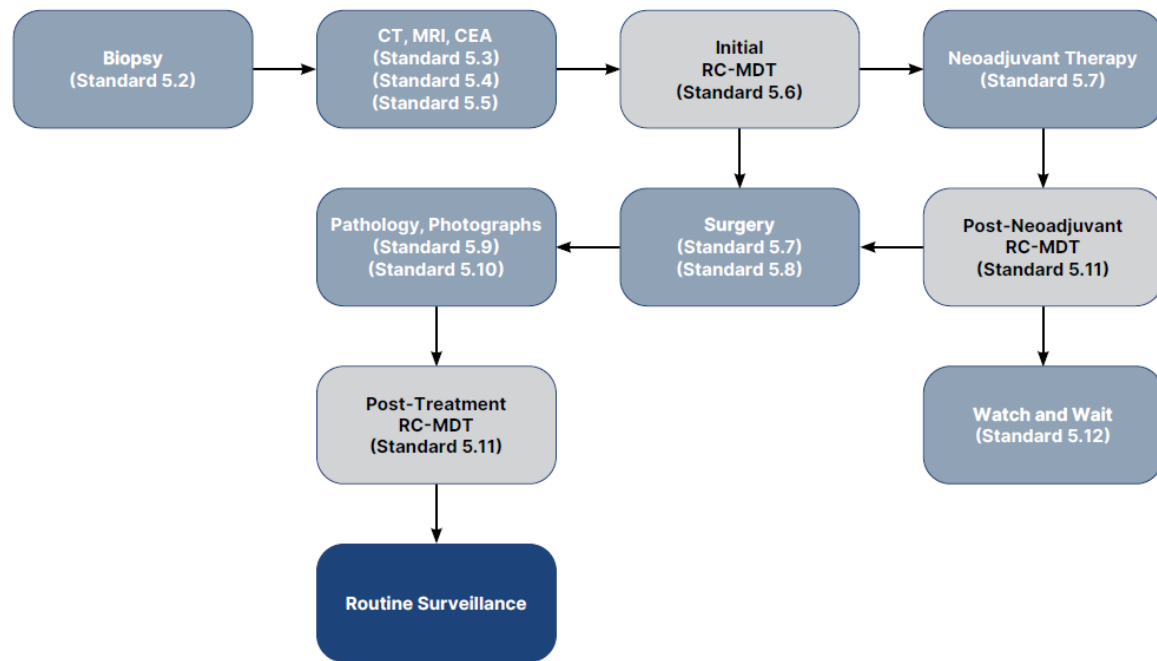 Biopsy
(Standard 5.2)
CT, MRI, CEA
(Standard 5.3)
(Standard 5.4)
(Standard 5.5)
Initial
RC-MDT
(Standard 5.6)
Neoadjuvant Therapy
(Standard 5.7)
Pathology, Photographs
(Standard 5.9)
(Standard 5.10)
Surgery
(Standard 5.7)
(Standard 5.8)
Post-Neoadjuvant
RC-MDT
(Standard 5.11)
Post-Treatment
RC-MDT
(Standard 5.11)
Watch and Wait
(Standard 5.12)
Routine Surveillance